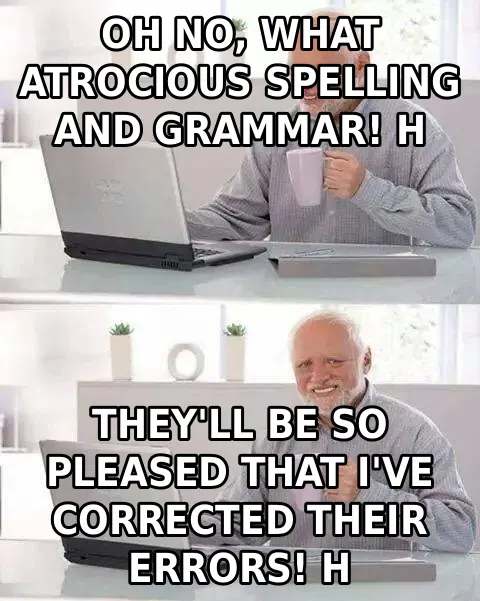 OH NO, WHAT
ATROCIOUS SPELLING
AND GRAMMAR! H
THEY'LL BE SO
PLEASED THAT I'VE
CORRECTED THEIR
ERRORS! H